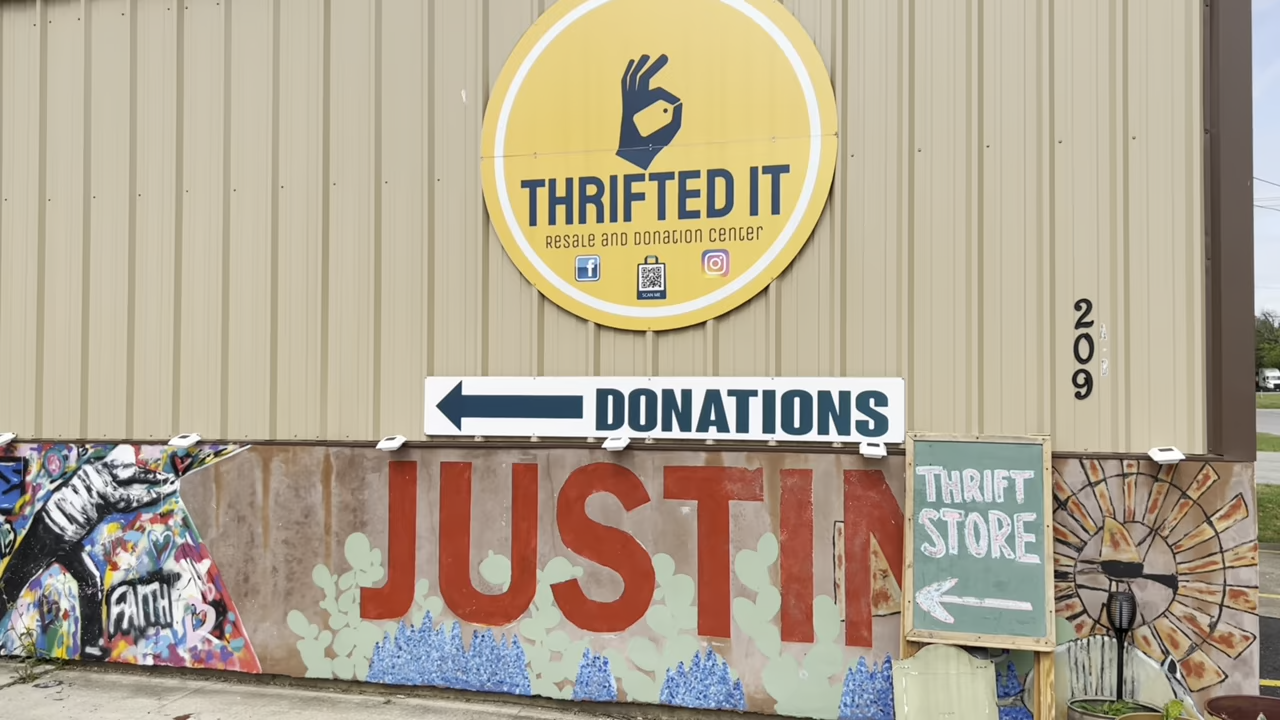 THRIFTED IT
Resale and Donation Center
SCAN ME
209
DONATIONS
JUSTIN
THRIFT
STORE
FAITH